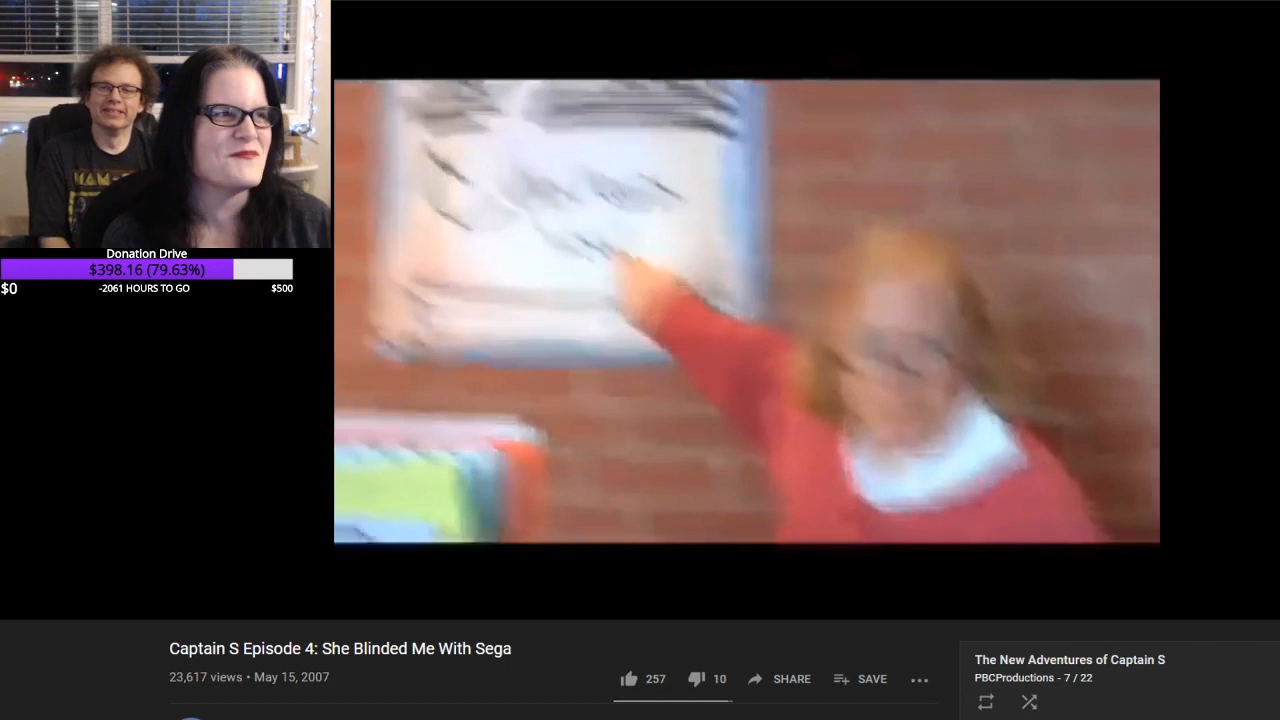 Donation Drive
$398.16 (79.63%)
$0
-2061 HOURS TO GO
$500
Captain S Episode 4: She Blinded Me With Sega
23,617 views • May 15, 2007
257
10
SHARE
SAVE
The New Adventures of Captain S
PBCProductions - 7 / 22